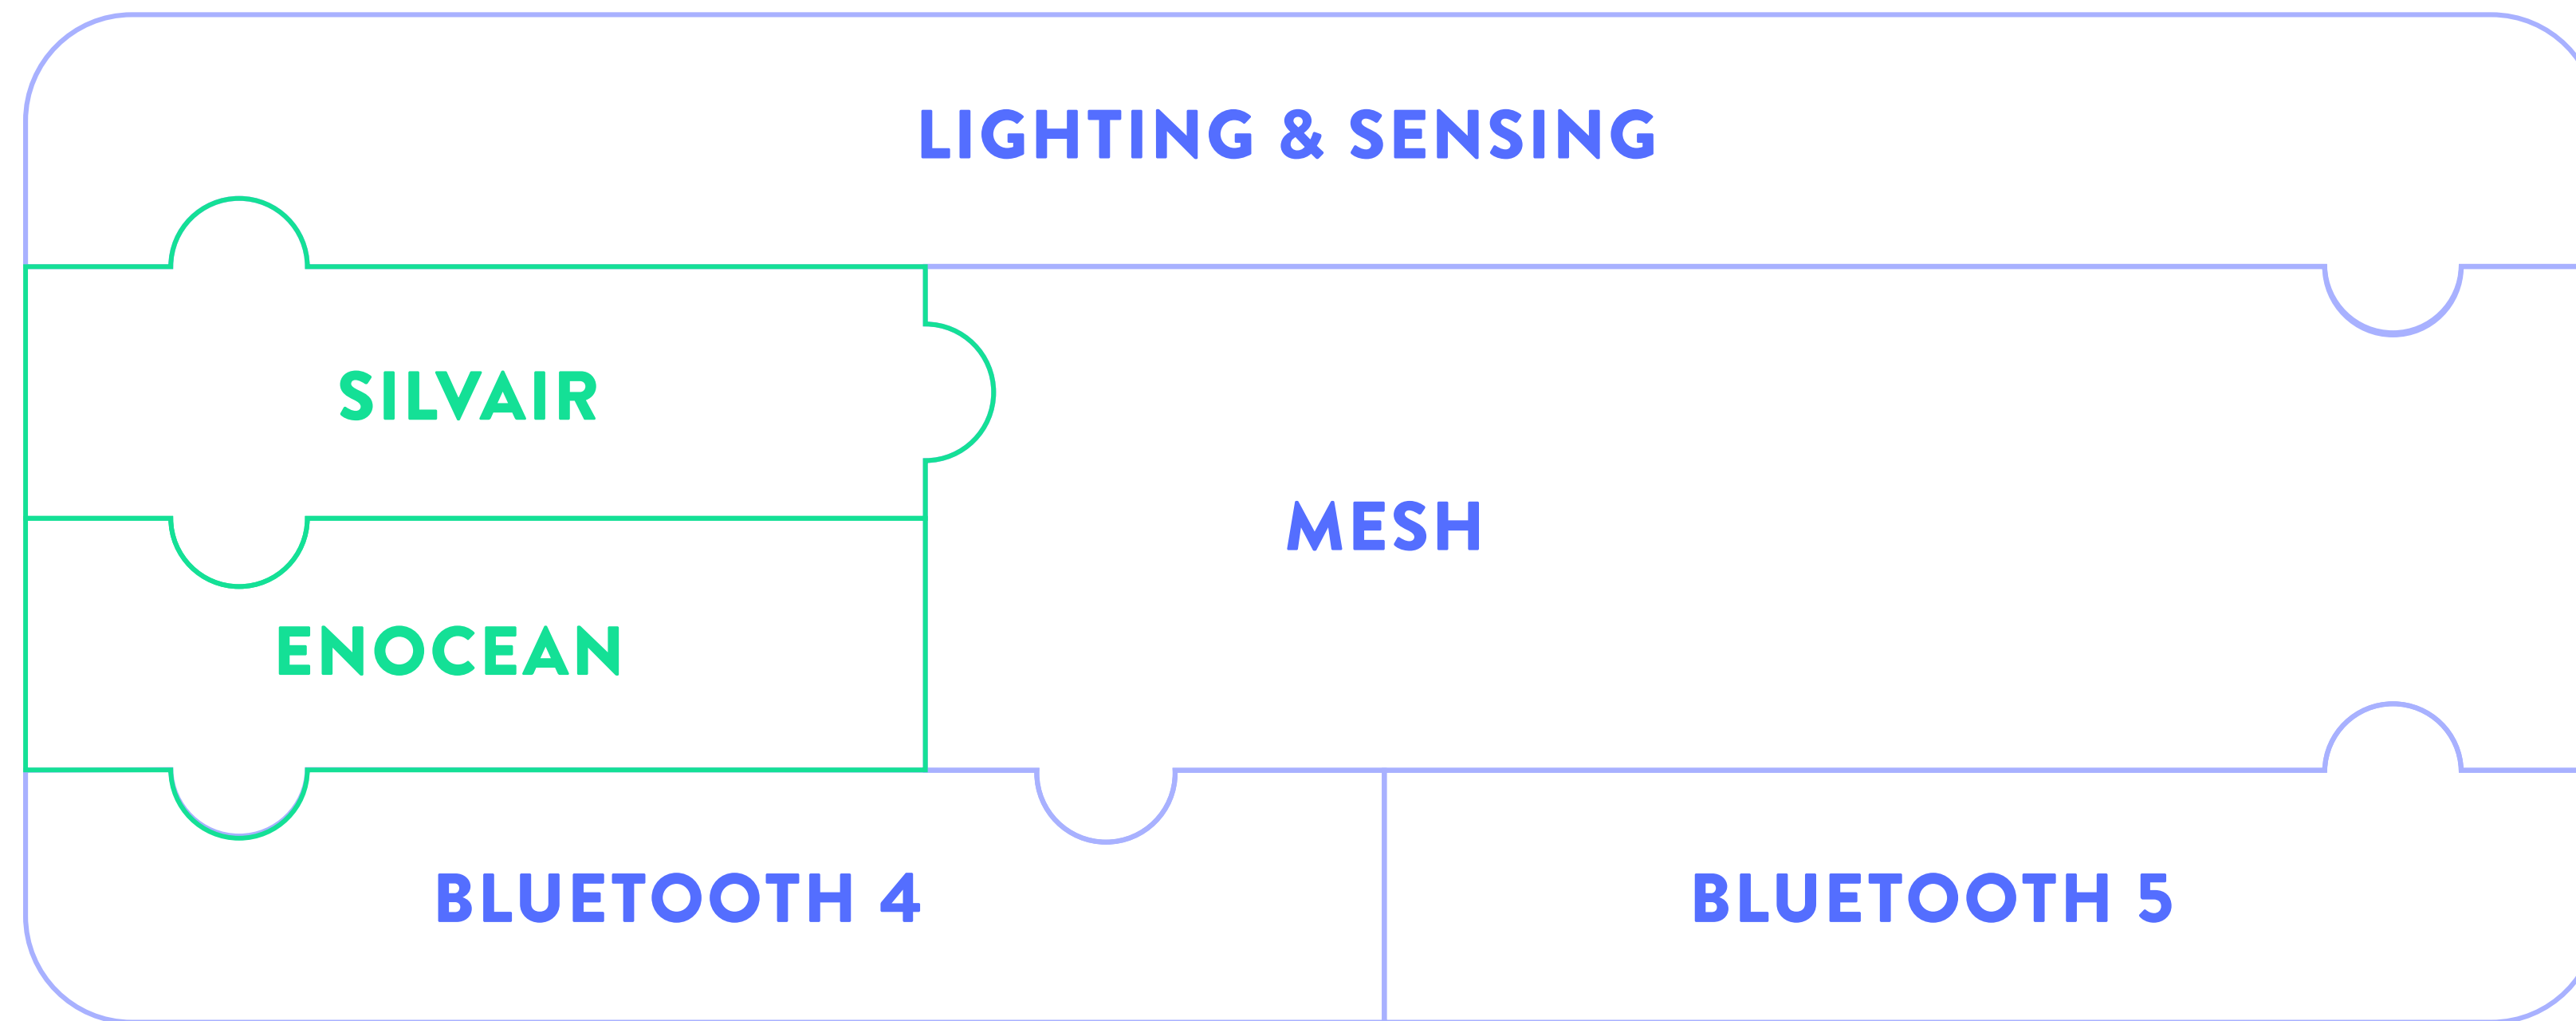 LIGHTING & SENSING
SILVAIR
MESH
ENOCEAN
BLUETOOTH 4
BLUETOOTH 5